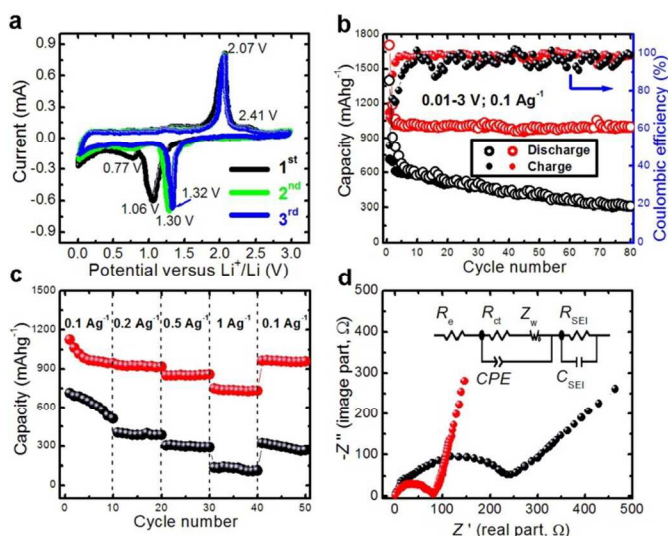 a
0.9
0.6
0.3
0.0
-0.3
-0.6
-0.9
Current (mA)
2.07 V
2.41 V
0.77 V
1.06 V
1.30 V
1.32 V
1st
2nd
3rd
0.0 0.5 1.0 1.5 2.0 2.5 3.0
Potential versus Li+/Li (V)
b
1800
1500
1200
900
600
300
Capacity (mAhg-1)
0.01-3 V; 0.1 Ag-1
Discharge
Charge
100
80
60
40
20
0
Coulombic efficiency (%)
0 10 20 30 40 50 60 70 80
Cycle number
c
1500
1200
900
600
300
0
Capacity (mAhg-1)
0.1 Ag-1 0.2 Ag-1 0.5 Ag-1 1 Ag-1 0.1 Ag-1
0 10 20 30 40 50
Cycle number
d
500
400
300
200
100
0
-Z'' (image part, Ω)
Re Rct Zw RSEI
CPE CSEI
0 100 200 300 400 500
Z ' (real part, Ω)